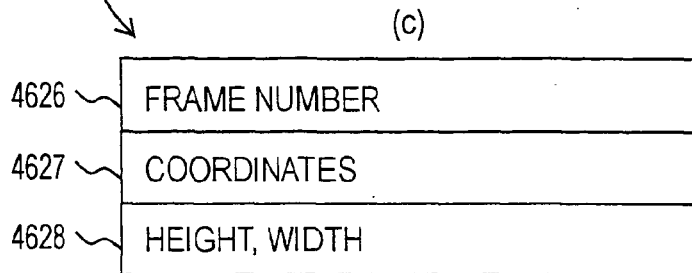 (c)
4626 FRAME NUMBER
4627 COORDINATES
4628 HEIGHT, WIDTH